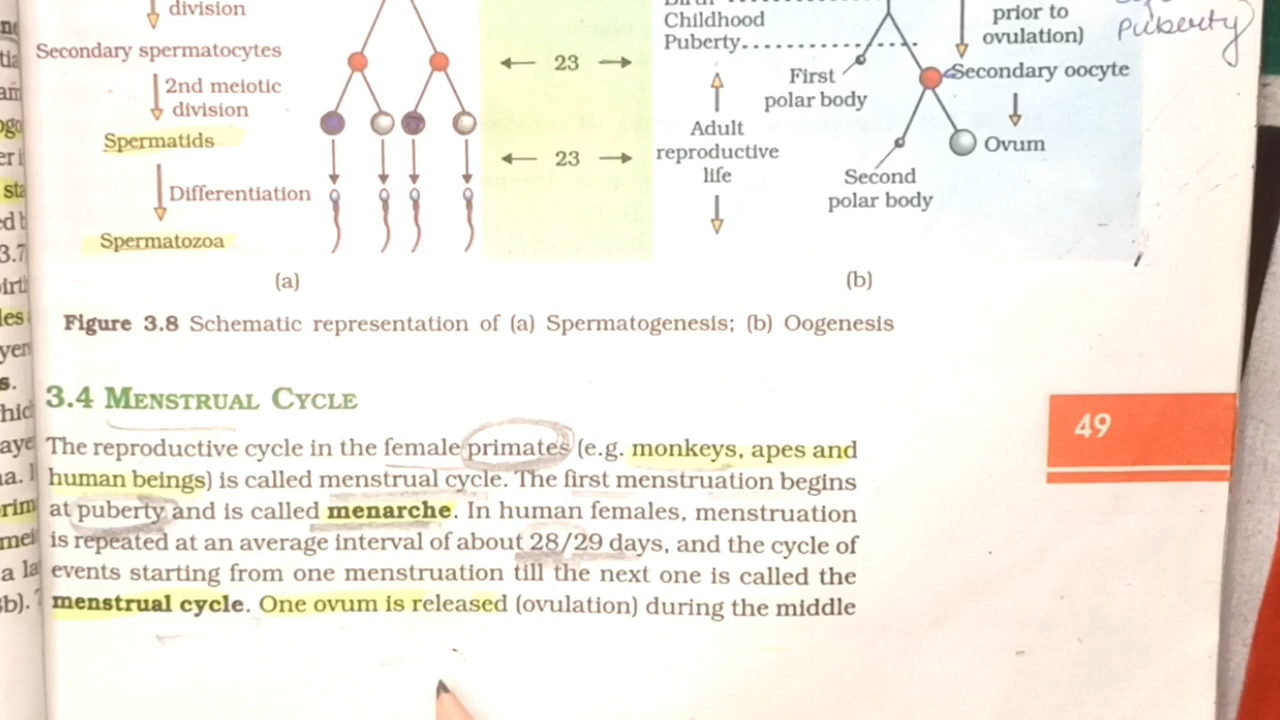 division
Secondary spermatocytes
2nd meiotic
division
Spermatids
Differentiation
Spermatozoa
(a)
23
23
Childhood
Puberty
Adult
reproductive
life
First
polar body
Second
polar body
prior to
ovulation)
Secondary oocyte
Ovum
(b)
puberty
Figure 3.8 Schematic representation of (a) Spermatogenesis; (b) Oogenesis
3.4 MENSTRUAL CYCLE
49
The reproductive cycle in the female primates (e.g. monkeys, apes and
human beings) is called menstrual cycle. The first menstruation begins
at puberty and is called menarche. In human females, menstruation
is repeated at an average interval of about 28/29 days, and the cycle of
events starting from one menstruation till the next one is called the
menstrual cycle. One ovum is released (ovulation) during the middle